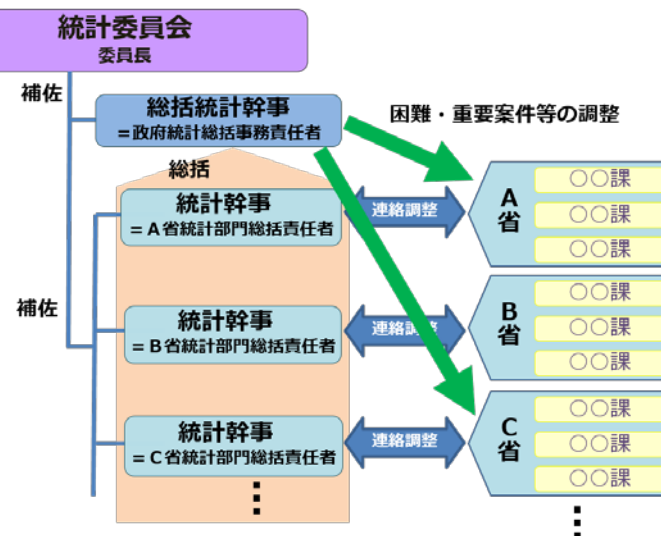 統計委員会
委員長
補佐
総括統計幹事
=政府統計総括事務責任者
困難・重要案件等の調整
総括
統計幹事
=A省統計部門総括責任者
連絡調整
A省
○○課
○○課
○○課
補佐
統計幹事
=B省統計部門総括責任者
連絡調整
B省
○○課
○○課
○○課
統計幹事
=C省統計部門総括責任者
連絡調整
C省
○○課
○○課
○○課